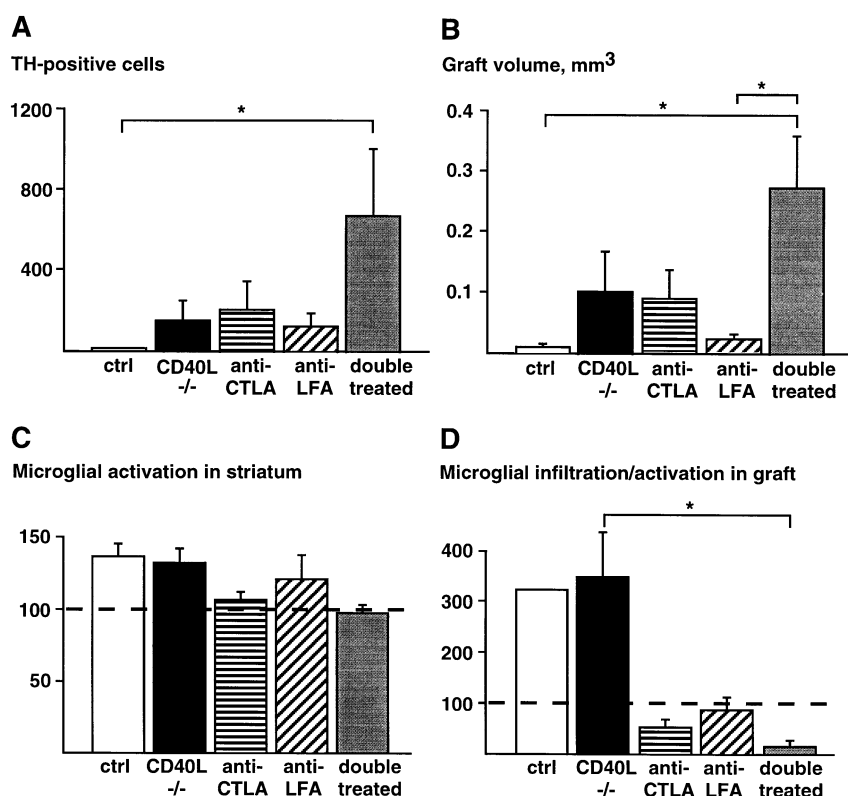 A
TH-positive cells
1200
800
400
*
ctrl CD40L -/- anti-CTLA anti-LFA double treated
B
Graft volume, mm³
0.4
0.3
0.2
0.1
*
*
ctrl CD40L -/- anti-CTLA anti-LFA double treated
C
Microglial activation in striatum
150
100
50
ctrl CD40L -/- anti-CTLA anti-LFA double treated
D
Microglial infiltration/activation in graft
400
300
200
100
*
ctrl CD40L -/- anti-CTLA anti-LFA double treated